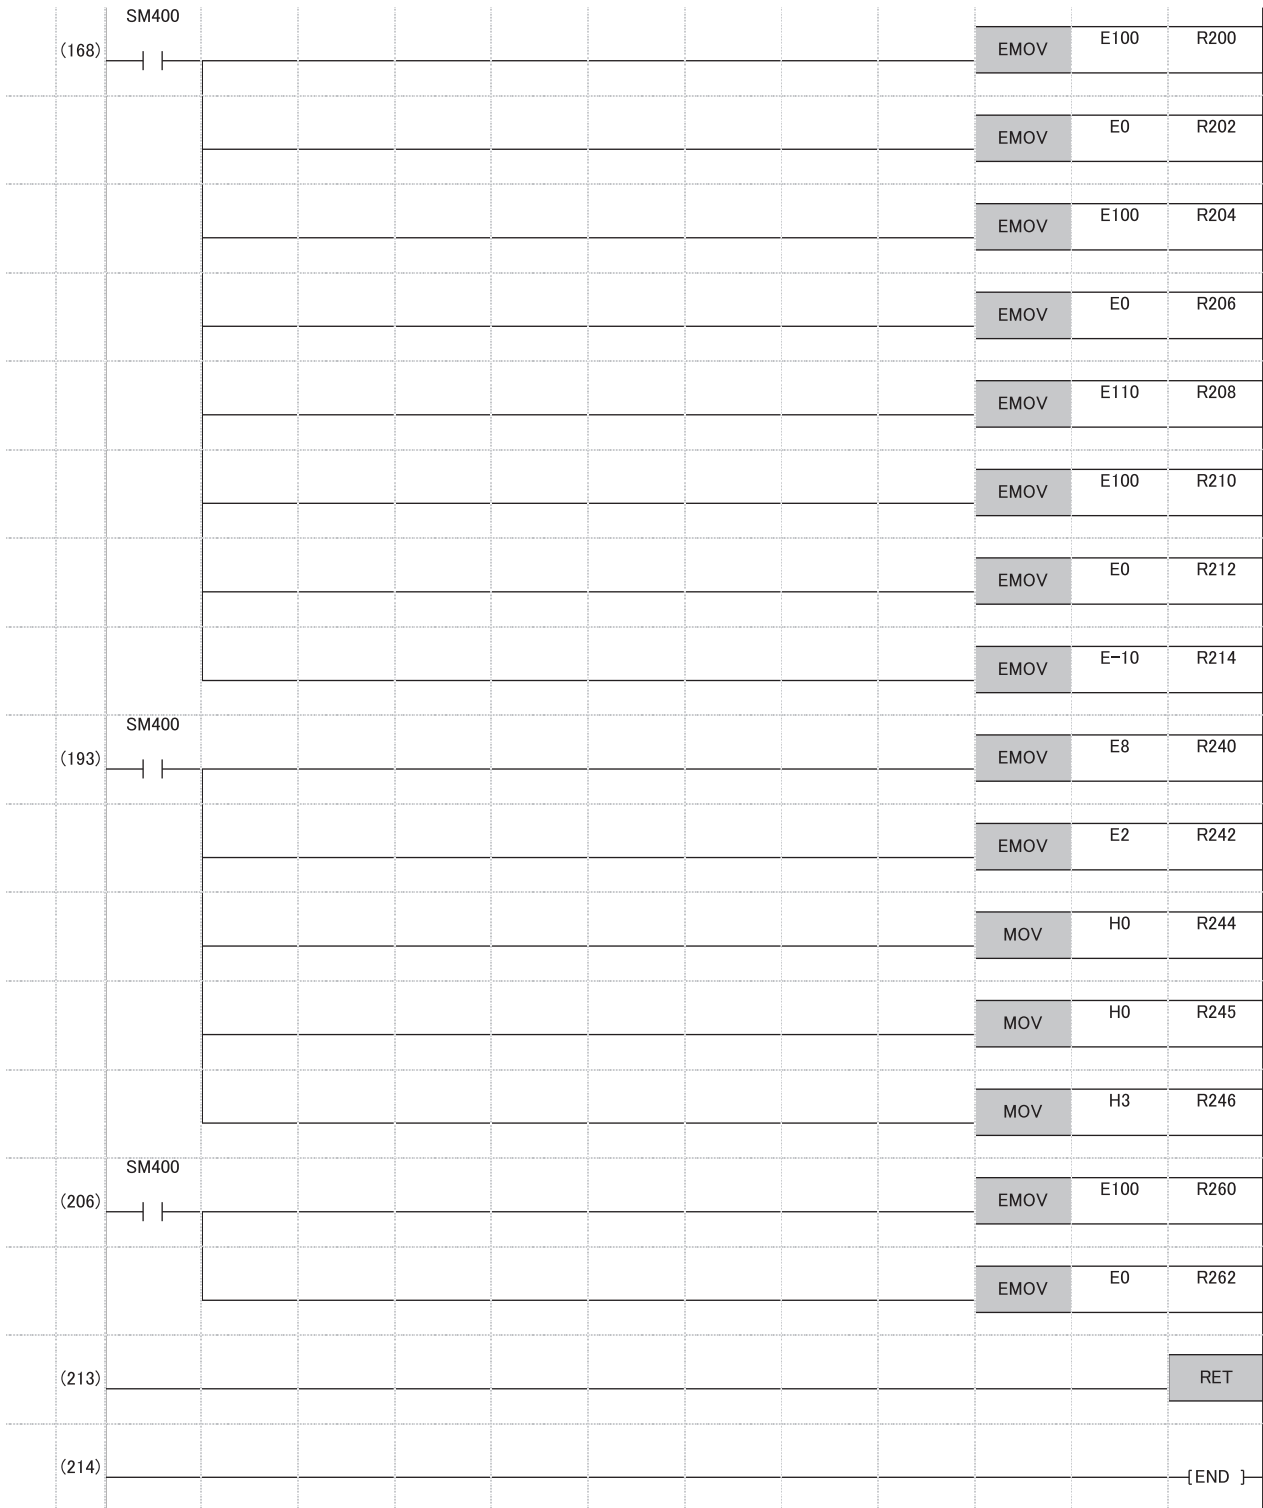 SM400
(168) EMOV E100 R200
EMOV E0 R202
EMOV E100 R204
EMOV E0 R206
EMOV E110 R208
EMOV E100 R210
EMOV E0 R212
EMOV E-10 R214
SM400
(193) EMOV E8 R240
EMOV E2 R242
MOV H0 R244
MOV H0 R245
MOV H3 R246
SM400
(206) EMOV E100 R260
EMOV E0 R262
(213) RET
(214) [END ]